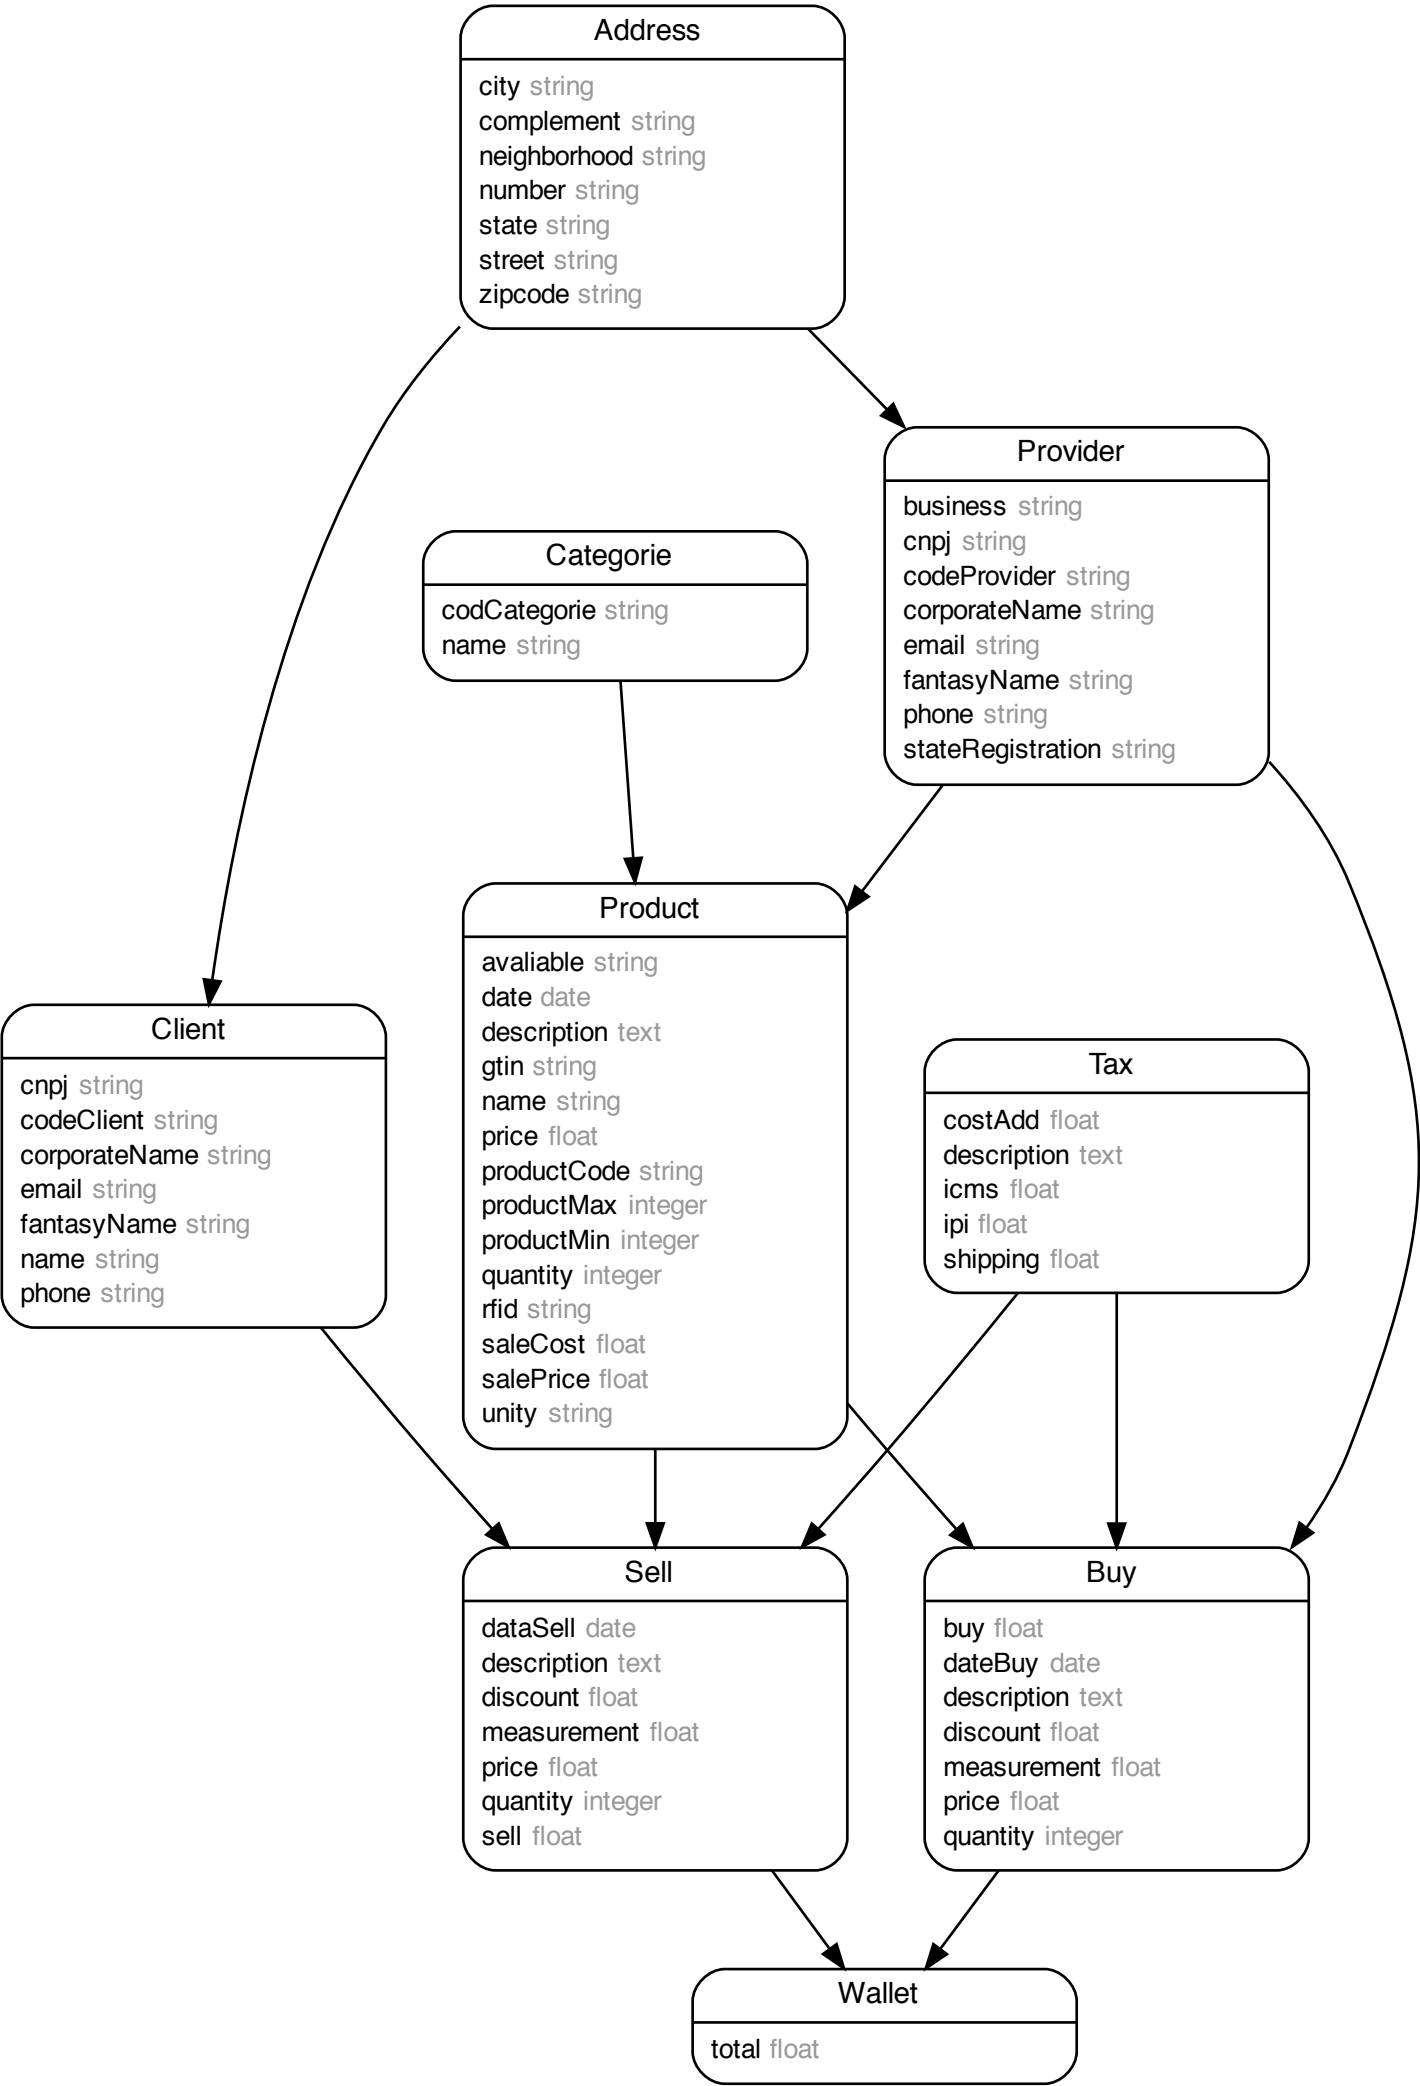 Address
city string
complement string
neighborhood string
number string
state string
street string
zipcode string
Provider
business string
cnpj string
codeProvider string
corporateName string
email string
fantasyName string
phone string
stateRegistration string
Categorie
codCategorie string
name string
Product
avaliable string
date date
description text
gtin string
name string
price float
productCode string
productMax integer
productMin integer
quantity integer
rfid string
saleCost float
salePrice float
unity string
Client
cnpj string
codeClient string
corporateName string
email string
fantasyName string
name string
phone string
Tax
costAdd float
description text
icms float
ipi float
shipping float
Sell
dataSell date
description text
discount float
measurement float
price float
quantity integer
sell float
Buy
buy float
dateBuy date
description text
discount float
measurement float
price float
quantity integer
Wallet
total float